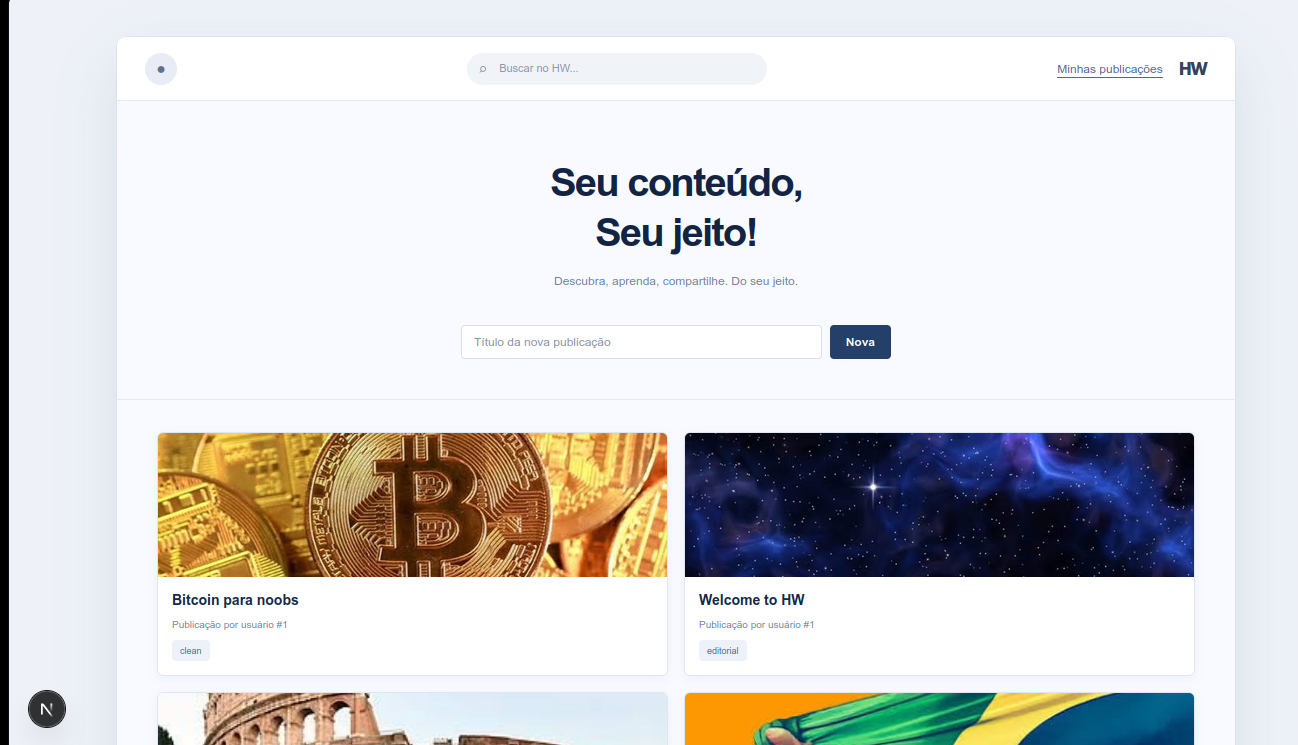 Buscar no HW...
Minhas publicações
HW
Seu conteúdo,
Seu jeito!
Descubra, aprenda, compartilhe. Do seu jeito.
Título da nova publicação
Nova
Bitcoin para noobs
Publicação por usuário #1
clean
Welcome to HW
Publicação por usuário #1
editorial
N